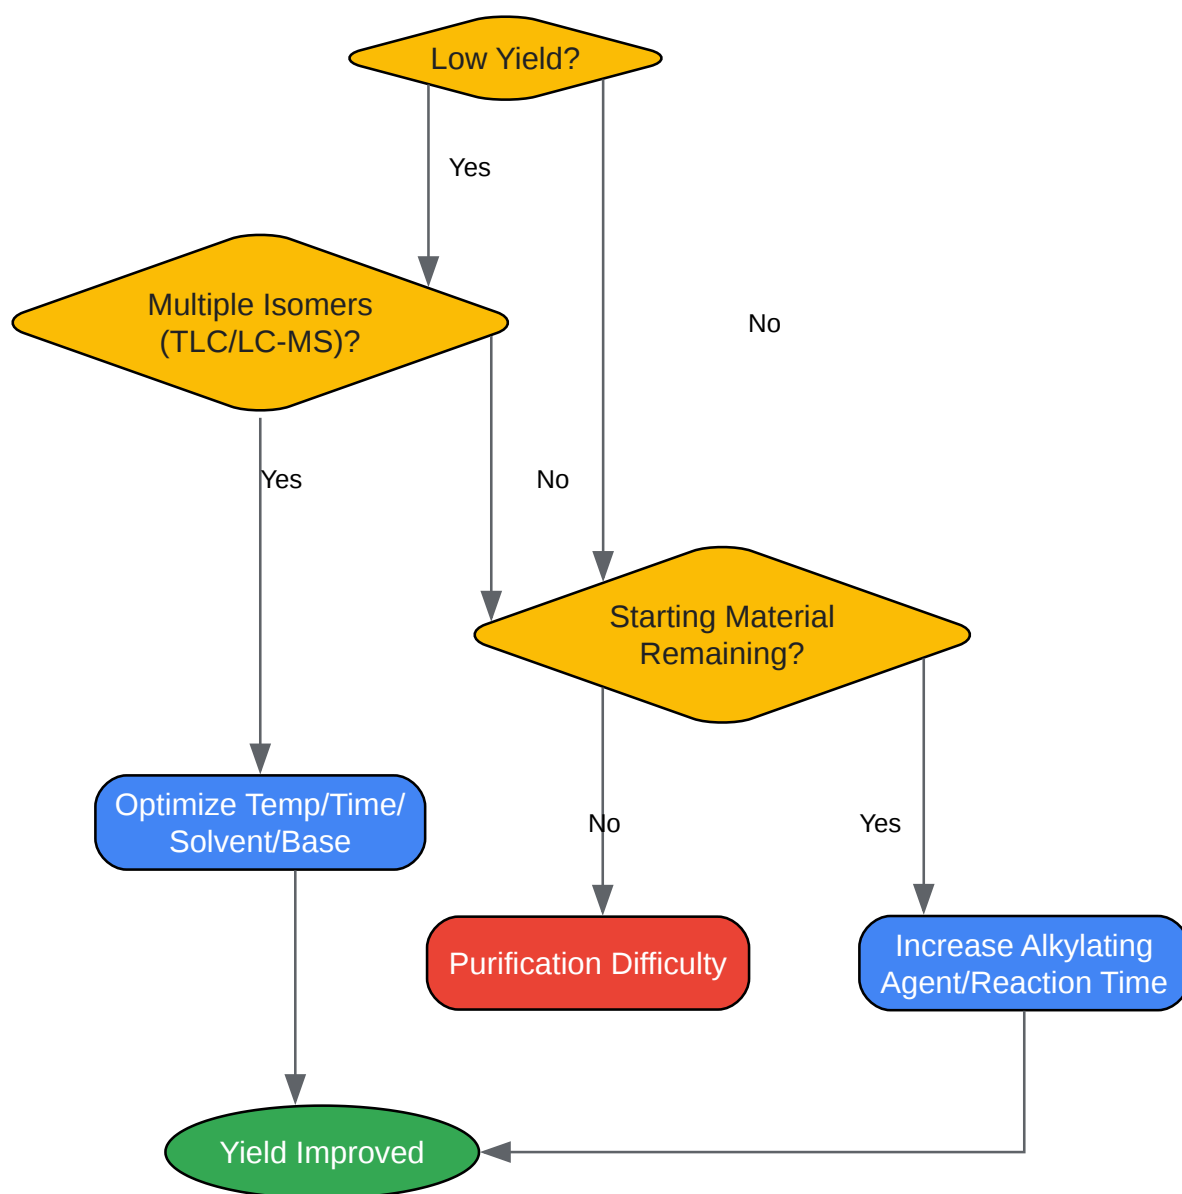 Low Yield?
Yes
Multiple Isomers
(TLC/LC-MS)?
No
Yes
No
Starting Material
Remaining?
Optimize Temp/Time/
Solvent/Base
No
Yes
Purification Difficulty
Increase Alkylating
Agent/Reaction Time
Yield Improved